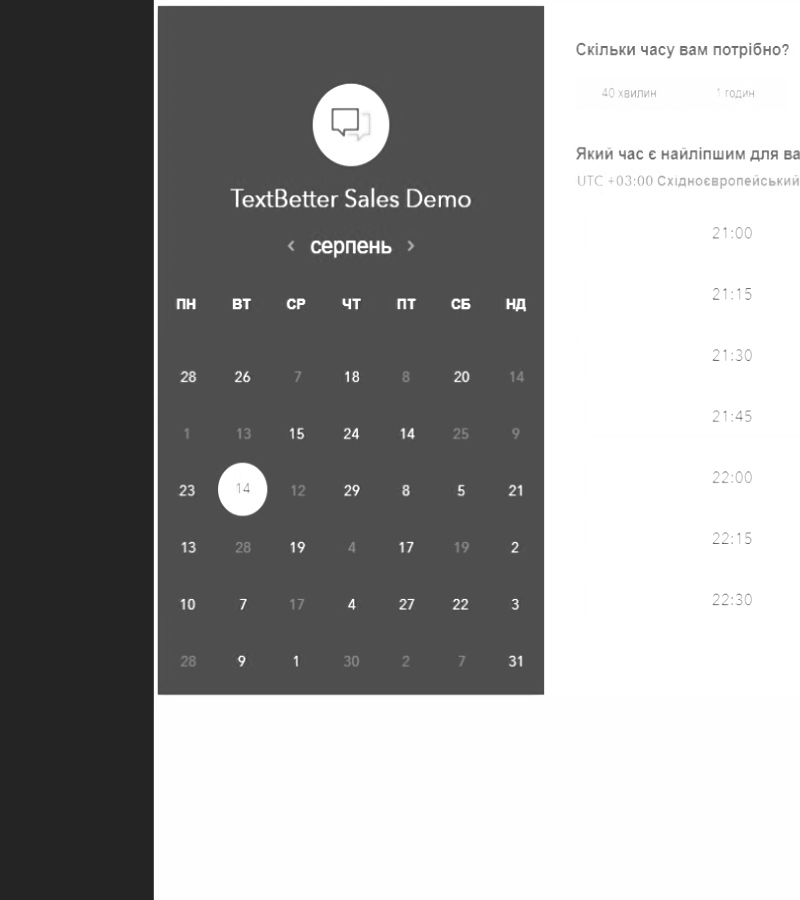 TextBetter Sales Demo
< серпень >
ПН ВТ СР ЧТ ПТ СБ НД
28 26 7 18 8 20 14
1 13 15 24 14 25 9
23 14 12 29 8 5 21
13 28 19 4 17 19 2
10 7 17 4 27 22 3
28 9 1 30 2 7 31
Скільки часу вам потрібно?
40 хвилин 1 годин
Який час є найліпшим для ва
UTC +03:00 Східноєвропейський
21:00
21:15
21:30
21:45
22:00
22:15
22:30